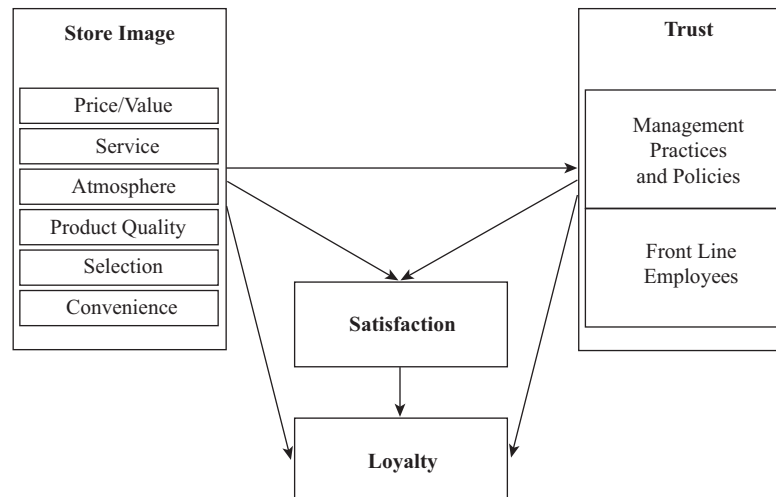 Store Image
Price/Value
Service
Atmosphere
Product Quality
Selection
Convenience
Trust
Management
Practices
and Policies
Front Line
Employees
Satisfaction
Loyalty